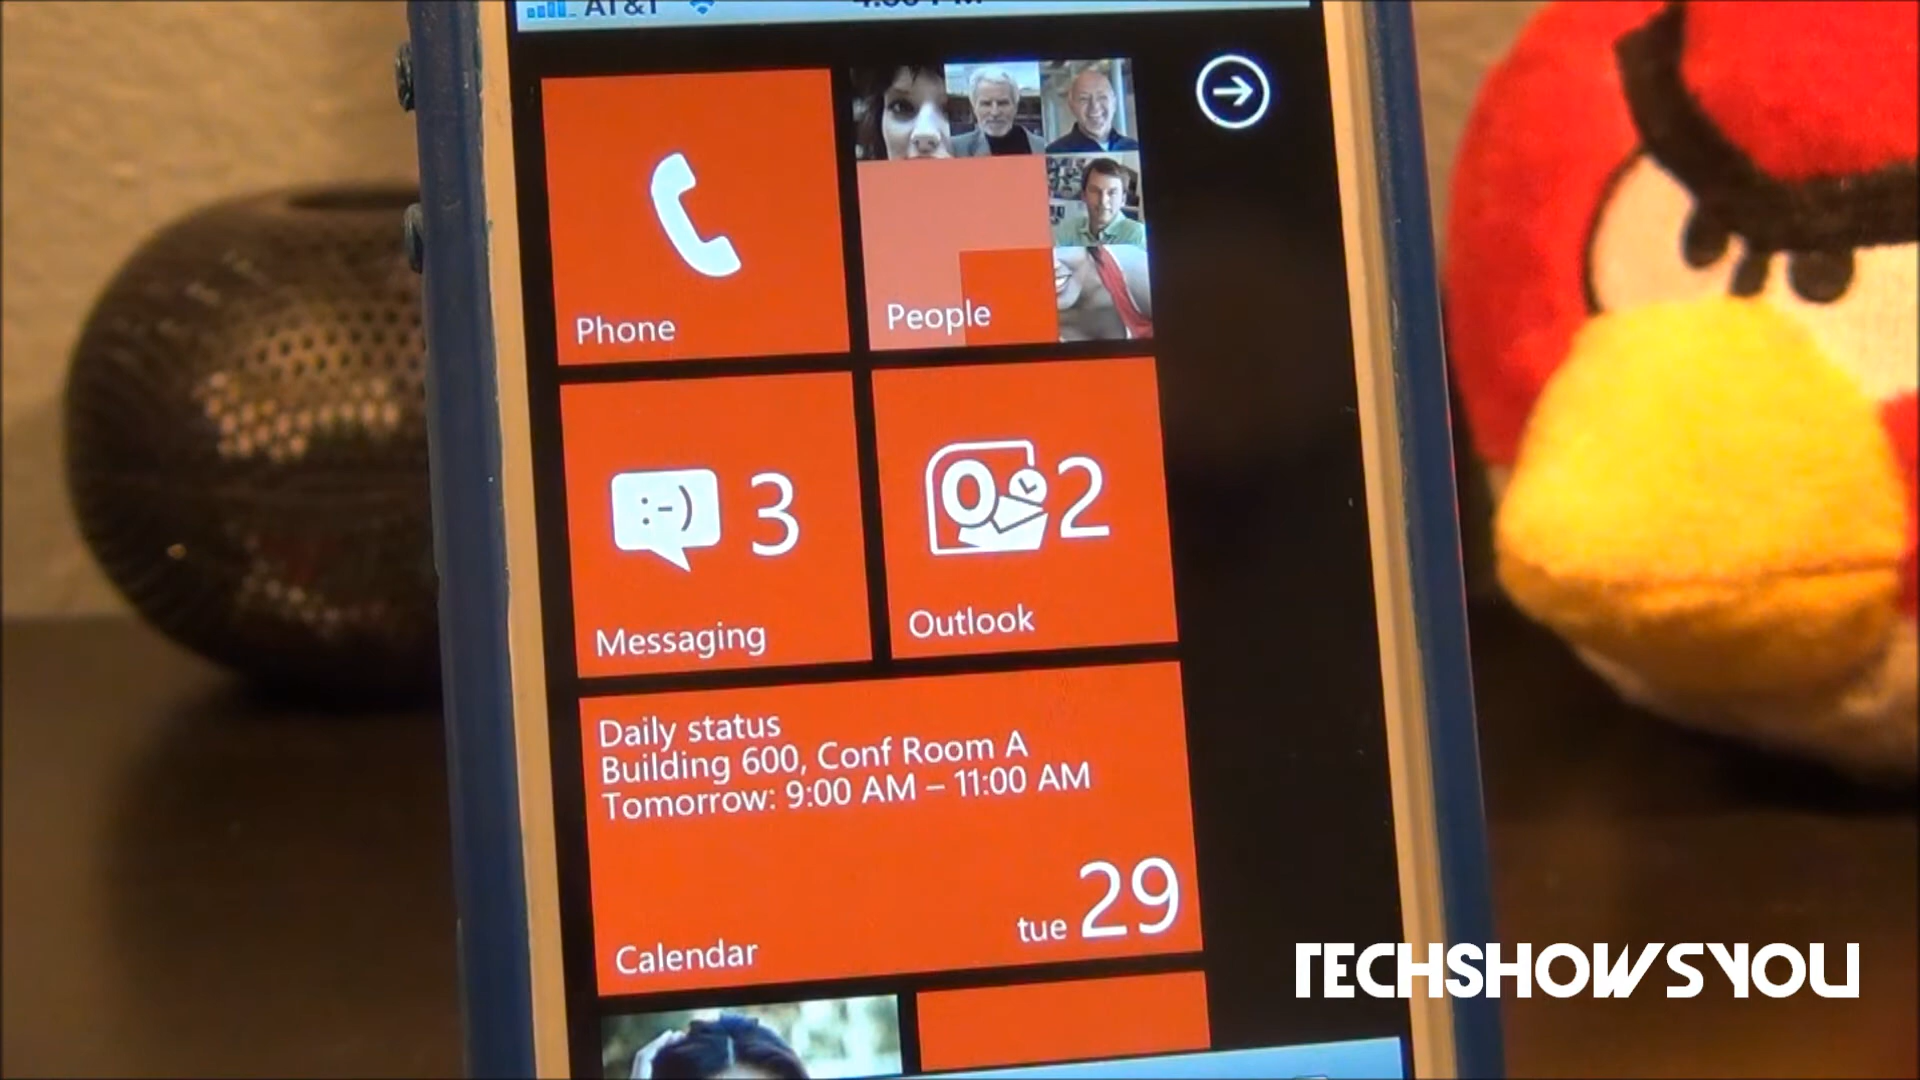 AT&T
Phone
People
:-) 3
2
Messaging
Outlook
Daily status
Building 600, Conf Room A
Tomorrow: 9:00 AM – 11:00 AM
tue 29
Calendar
TECHSHOWSYOU